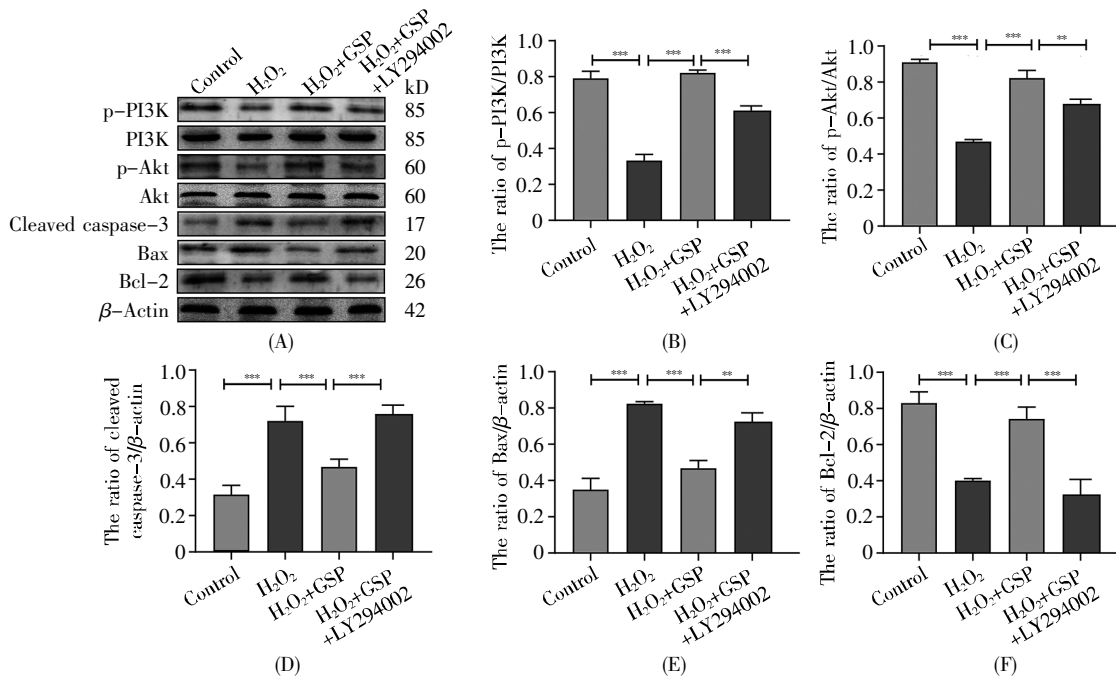 Control
H₂O₂
H₂O₂+GSP
H₂O₂+GSP
+LY294002
kD
p-PI3K 85
PI3K 85
p-Akt 60
Akt 60
Cleaved caspase-3 17
Bax 20
Bcl-2 26
β-Actin 42
(A)
The ratio of p-PI3K/PI3K
0.8
0.6
0.4
0.2
0
*** *** ***
Control
H₂O₂
H₂O₂+GSP
H₂O₂+GSP
+LY294002
(B)
Thc ratio of p-Akt/Akt
1.0
0.8
0.6
0.4
0.2
0
*** *** **
Control
H₂O₂
H₂O₂+GSP
H₂O₂+GSP
+LY294002
(C)
The ratio of cleaved
caspase-3/β-actin
1.0
0.8
0.4
0.2
0
*** *** ***
Control
H₂O₂
H₂O₂+GSP
H₂O₂+GSP
+LY294002
(D)
The ratio of Bax/β-actin
1.0
0.8
0.6
0.4
0.2
0
*** *** **
Control
H₂O₂
H₂O₂+GSP
H₂O₂+GSP
+LY294002
(E)
The ratio of Bcl-2/β-actin
1.0
0.8
0.6
0.4
0.2
0
*** *** ***
Control
H₂O₂
H₂O₂+GSP
H₂O₂+GSP
+LY294002
(F)